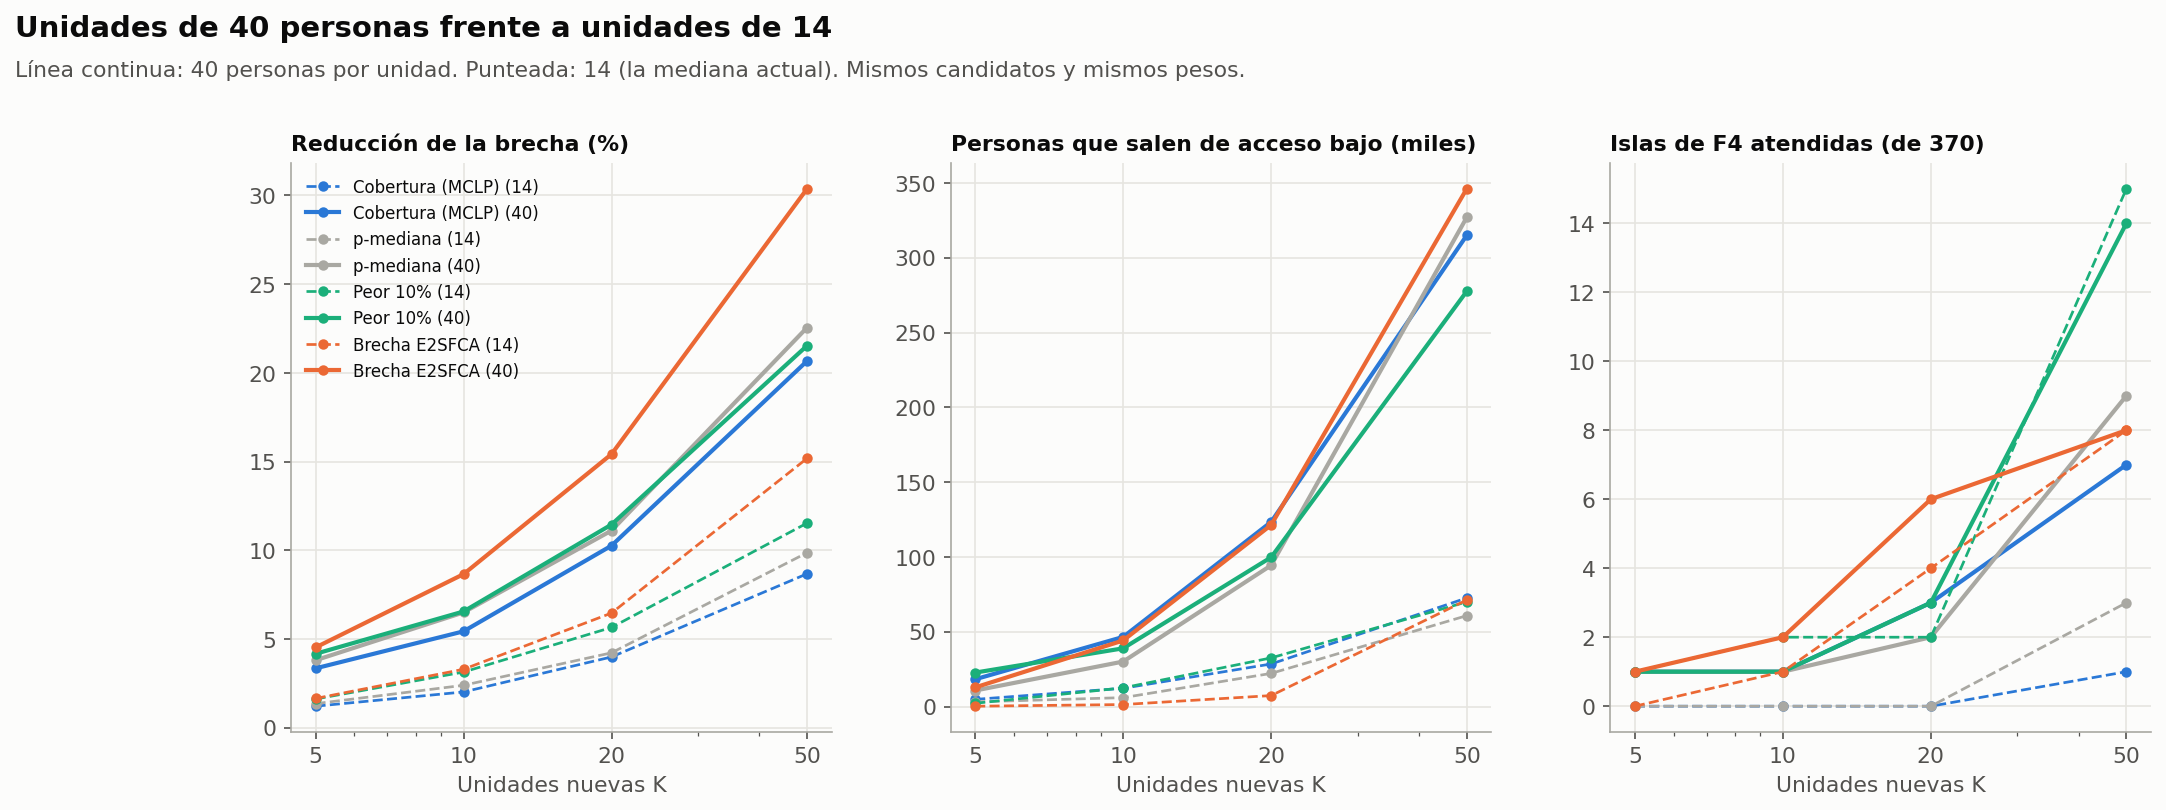 Unidades de 40 personas frente a unidades de 14
Línea continua: 40 personas por unidad. Punteada: 14 (la mediana actual). Mismos candidatos y mismos pesos.
Reducción de la brecha (%)
30
25
20
15
10
5
0
Cobertura (MCLP) (14)
Cobertura (MCLP) (40)
p-mediana (14)
p-mediana (40)
Peor 10% (14)
Peor 10% (40)
Brecha E2SFCA (14)
Brecha E2SFCA (40)
5 10 20 50
Unidades nuevas K
Personas que salen de acceso bajo (miles)
350
300
250
200
150
100
50
0
5 10 20 50
Unidades nuevas K
Islas de F4 atendidas (de 370)
14
12
10
8
6
4
2
0
5 10 20 50
Unidades nuevas K